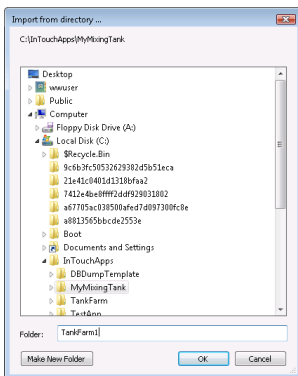 Import from directory ...
C:\InTouchApps\MyMixingTank
Desktop
wwuser
Public
Computer
Floppy Disk Drive (A:)
Local Disk (C:)
$Recycle.Bin
9c6b3fc50532629382d5b51eca
21e41c0401d1318bfaa2
7412e4be8ffff2ddf929031802
a67705ac038500afed7d097300fc8e
a8813565bbcde2553e
Boot
Documents and Settings
InTouchApps
DBDumpTemplate
MyMixingTank
TankFarm
TestApp
Folder: TankFarm1
Make New Folder OK Cancel